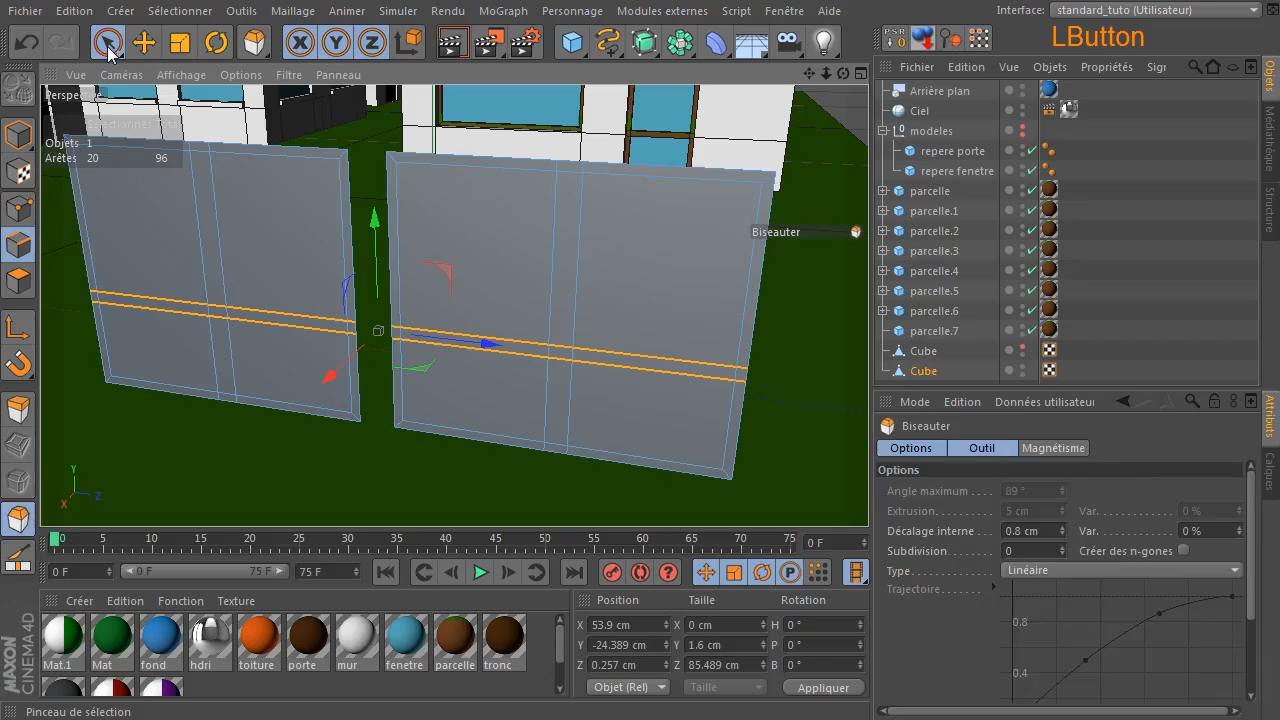 Fichier Edition Créer Sélectionner Outils Maillage Animer Simuler Rendu MoGraph Personnage Modules externes Script Fenêtre Aide Interface: standard_tuto (Utilisateur)
PSR
0
LButton
Vue Caméras Affichage Options Filtre Panneau
Perspective
Objets 1
Arêtes 20 96
Biseauter
Fichier Edition Vue Objets Propriétés Sigr
Arrière plan
Ciel
modeles
repere porte
repere fenetre
parcelle
parcelle.1
parcelle.2
parcelle.3
parcelle.4
parcelle.5
parcelle.6
parcelle.7
Cube
Cube
Objets
Médiathèque
Structure
Attributs
Calques
Mode Edition Données utilisateur
Biseauter
Options Outil Magnétisme
Options
Angle maximum . . . . 89 °
Extrusion. . . . . . . . . 5 cm Var. . . . . . . . . . . . . 0 %
Décalage interne . . 0.8 cm Var. . . . . . . . . . . . . 0 %
Subdivision. . . . . . . 0 Créer des n-gones
Type. . . . . . . . . . . . Linéaire
Trajectoire. . . . . . . .
0.8
0.4
Y
X Z
0 5 10 15 20 25 30 35 40 45 50 55 60 65 70 75 0 F
0 F 0 F 75 F 75 F
Créer Edition Fonction Texture
Mat.1 Mat fond hdri toiture porte mur fenetre parcelle tronc
Position Taille Rotation
X 53.9 cm X 0 cm H 0 °
Y -24.389 cm Y 1.6 cm P 0 °
Z 0.257 cm Z 85.489 cm B 0 °
Objet (Rel) Taille Appliquer
MAXON
CINEMA 4D
Pinceau de sélection